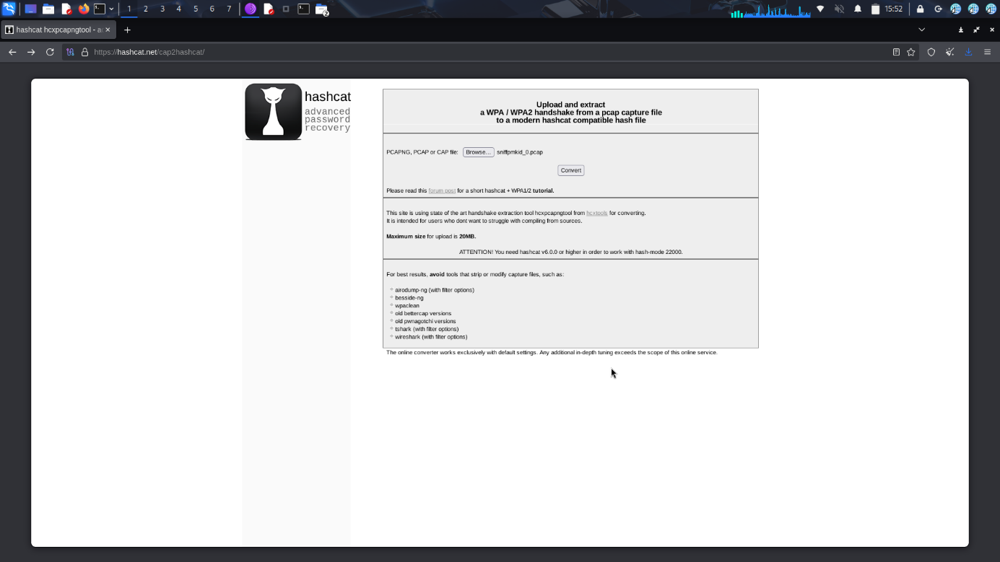 1 2 3 4 5 6 7
2
15:52
hashcat hcxpcapngtool - a
https://hashcat.net/cap2hashcat/
hashcat
advanced
password
recovery
Upload and extract
a WPA / WPA2 handshake from a pcap capture file
to a modern hashcat compatible hash file
PCAPNG, PCAP or CAP file: Browse... sniffpmkid_0.pcap
Convert
Please read this forum post for a short hashcat + WPA1/2 tutorial.
This site is using state of the art handshake extraction tool hcxpcapngtool from hcxtools for converting.
It is intended for users who dont want to struggle with compiling from sources.
Maximum size for upload is 20MB.
ATTENTION! You need hashcat v6.0.0 or higher in order to work with hash-mode 22000.
For best results, avoid tools that strip or modify capture files, such as:
airodump-ng (with filter options)
besside-ng
wpaclean
old bettercap versions
old pwnagotchi versions
tshark (with filter options)
wireshark (with filter options)
The online converter works exclusively with default settings. Any additional in-depth tuning exceeds the scope of this online service.